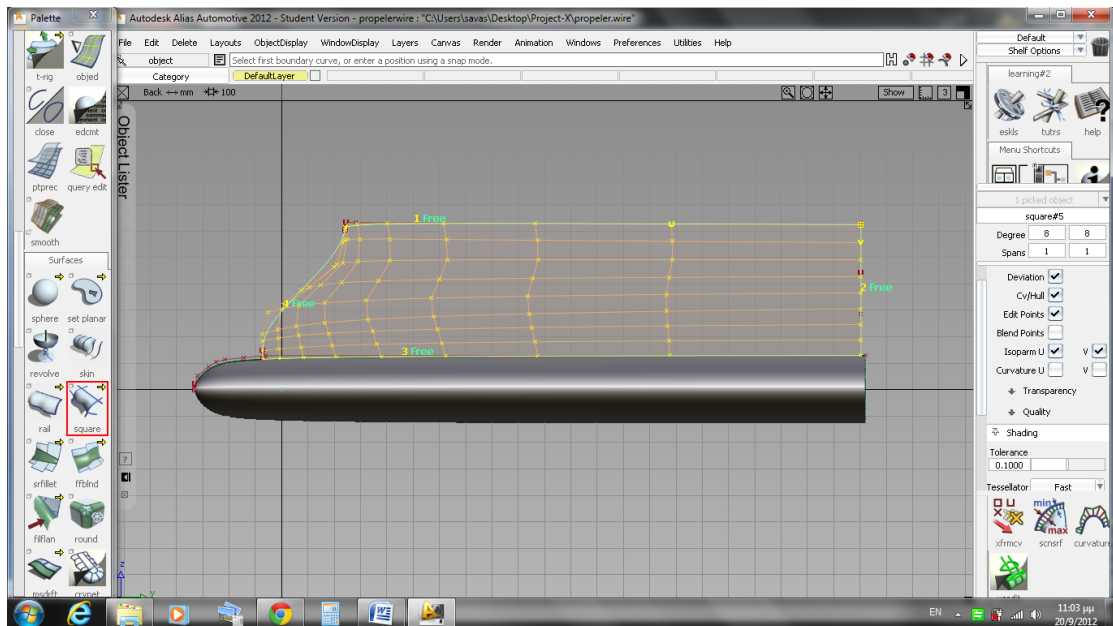 Palette
Autodesk Alias Automotive 2012 - Student Version - propelerwire : "C:\Users\savas\Desktop\Project-X\propeler.wire"
File Edit Delete Layouts ObjectDisplay WindowDisplay Layers Canvas Render Animation Windows Preferences Utilities Help
object Select first boundary curve, or enter a position using a snap mode.
Category DefaultLayer
Back mm 100 Show 3
Object Lister
t-rig objed
close edcmt
ptprec query edit
smooth
Surfaces
sphere set planar
revolve skin
rail square
srfillet ffblnd
filflan round
msdrft crvnet
1 Free
2 Free
3 Free
4 Free
U
V
?
Z
Y
Default
Shelf Options
learning#2
eskls tutrs help
Menu Shortcuts
1 picked object
square#5
Degree 8 8
Spans 1 1
Deviation
Cv/Hull
Edit Points
Blend Points
Isoparm U V
Curvature U V
Transparency
Quality
Shading
Tolerance
0.1000
Tessellator Fast
xfrmcv scnsrf curvature
EN 11:03 μμ
20/9/2012